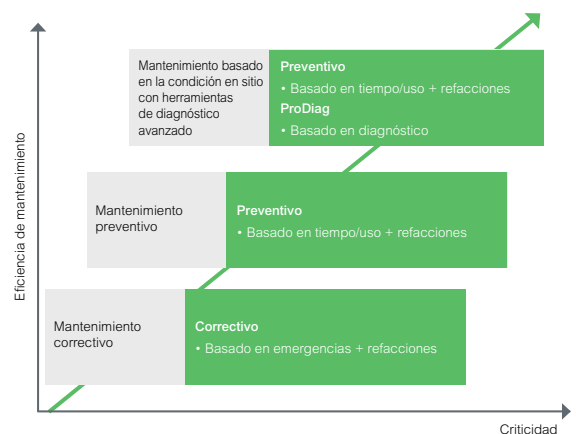 Eficiencia de mantenimiento
Mantenimiento basado
en la condición en sitio
con herramientas
de diagnóstico
avanzado
Preventivo
• Basado en tiempo/uso + refacciones
ProDiag
• Basado en diagnóstico
Mantenimiento
preventivo
Preventivo
• Basado en tiempo/uso + refacciones
Mantenimiento
correctivo
Correctivo
• Basado en emergencias + refacciones
Criticidad